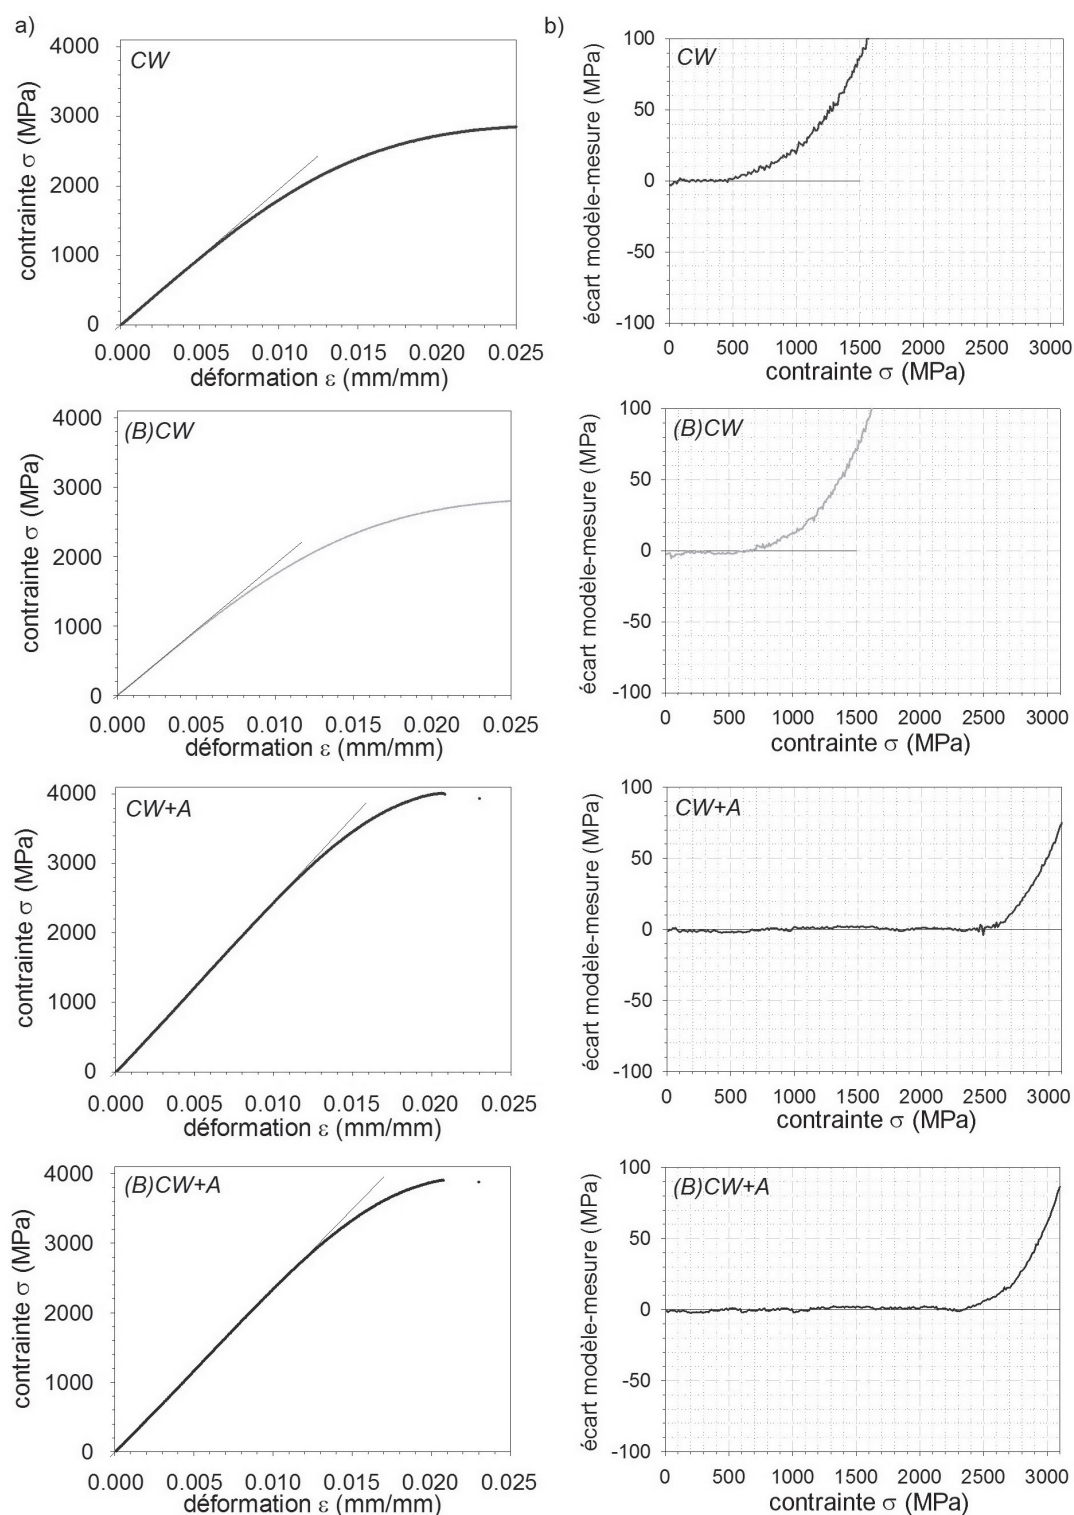 a)
b)
CW
contrainte σ (MPa)
4000
3000
2000
1000
0
0.000 0.005 0.010 0.015 0.020 0.025
déformation ε (mm/mm)
CW
écart modèle-mesure (MPa)
100
50
0
-50
-100
0 500 1000 1500 2000 2500 3000
contrainte σ (MPa)
(B)CW
contrainte σ (MPa)
4000
3000
2000
1000
0
0.000 0.005 0.010 0.015 0.020 0.025
déformation ε (mm/mm)
(B)CW
écart modèle-mesure (MPa)
100
50
0
-50
-100
0 500 1000 1500 2000 2500 3000
contrainte σ (MPa)
CW+A
contrainte σ (MPa)
4000
3000
2000
1000
0
0.000 0.005 0.010 0.015 0.020 0.025
déformation ε (mm/mm)
CW+A
écart modèle-mesure (MPa)
100
50
0
-50
-100
0 500 1000 1500 2000 2500 3000
contrainte σ (MPa)
(B)CW+A
contrainte σ (MPa)
4000
3000
2000
1000
0
0.000 0.005 0.010 0.015 0.020 0.025
déformation ε (mm/mm)
(B)CW+A
écart modèle-mesure (MPa)
100
50
0
-50
-100
0 500 1000 1500 2000 2500 3000
contrainte σ (MPa)